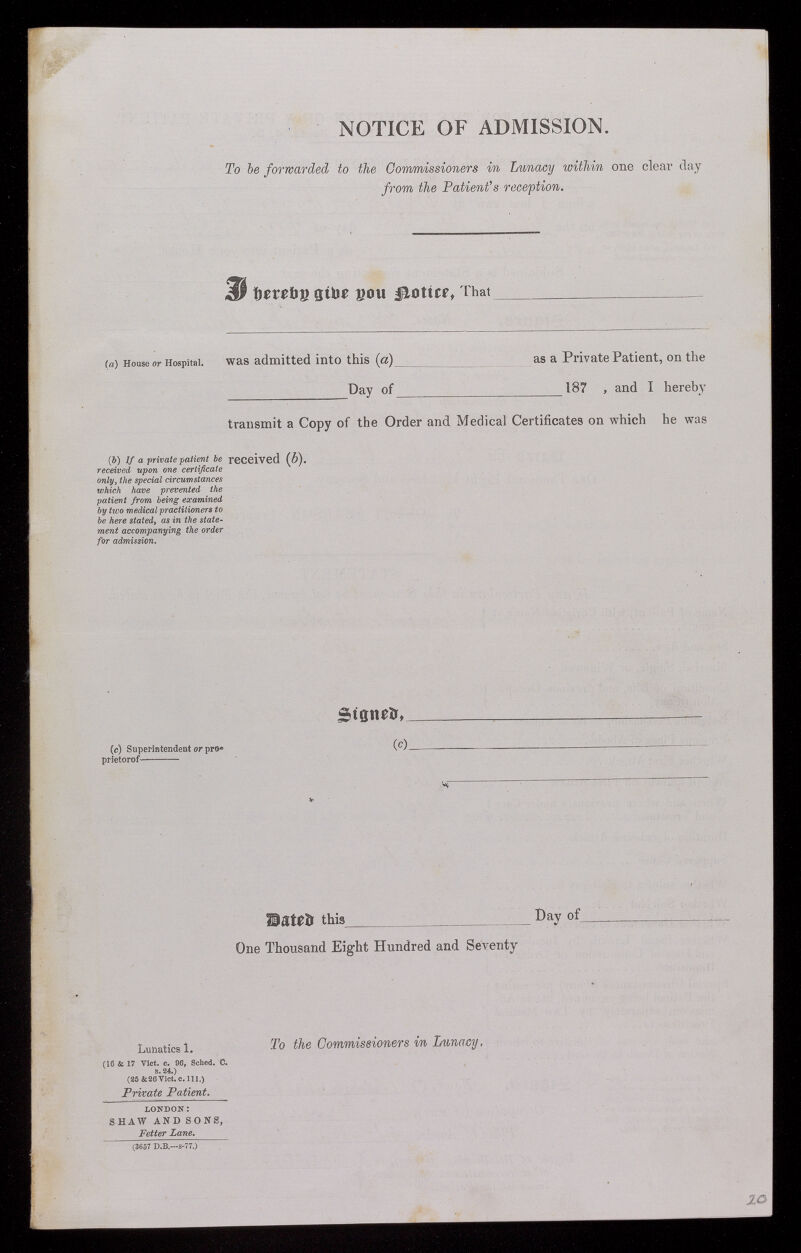 NOTICE OF ADMISSION.
To be forwarded to the Commissioners in Lunacy within one clear day
from the Patient's reception.
I hereby give you Notice, That
(a) House or Hospital.
was admitted into this (a) as a Private Patient, on the
Day of 187 , and I hereby
transmit a Copy of the Order and Medical Certificates on which he was
received (b).
(b) If a private patient be
received upon one certificate
only, the special circumstances
which have prevented the
patient from being examined
by two medical practitioners to
be here stated, as in the state-
ment accompanying the order
for admission.
Signed,
(c)
(c) Superintendent or pro-
prietor of
Dated this Day of
One Thousand Eight Hundred and Seventy
To the Commissioners in Lunacy.
Lunatics 1.
(16 & 17 Vict. c. 96, Sched. C.
s. 24.)
(25 & 26 Vict. c. 111.)
Private Patient.
LONDON:
SHAW AND SONS,
Fetter Lane.
(3657 D.B.—s-77.)
20